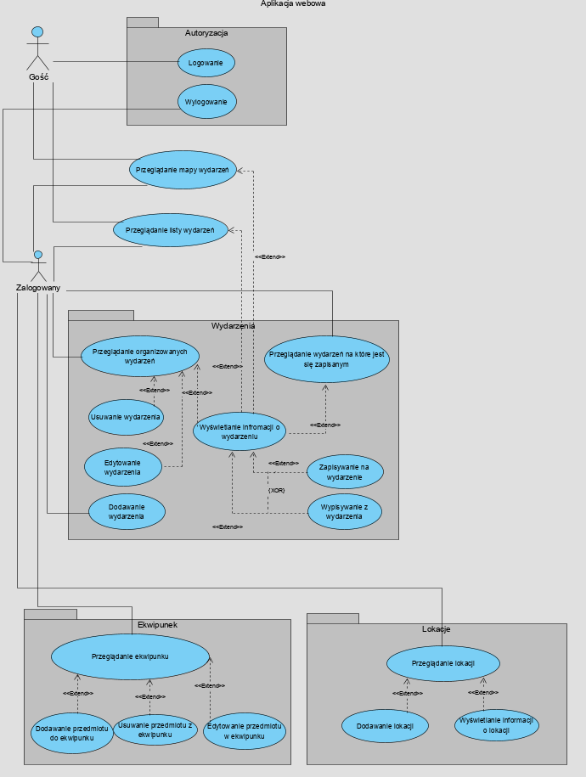 Aplikacja webowa
Autoryzacja
Logowanie
Gość
Wylogowanie
Przeglądanie mapy wydarzeń
Przeglądanie listy wydarzeń
<<Extend>>
Zalogowany
Wydarzenia
Przeglądanie organizowanych
wydarzeń
Przeglądanie wydarzeń na które jest
się zapisanym
<<Extend>>
<<Extend>>
<<Extend>>
Usuwanie wydarzenia
Wyświetlanie infromacji o
wydarzeniu
<<Extend>>
<<Extend>>
Edytowanie
wydarzenia
<<Extend>>
Zapisywanie na
wydarzenie
{XOR}
Dodawanie
wydarzenia
Wypisywanie z
wydarzenia
<<Extend>>
Ekwipunek
Przeglądanie ekwipunku
<<Extend>>
<<Extend>>
<<Extend>>
Dodawanie przedmiotu
do ekwipunku
Usuwanie przedmiotu z
ekwipunku
Edytowanie przedmiotu
w ekwipunku
Lokacje
Przeglądanie lokacji
<<Extend>>
<<Extend>>
Dodawanie lokacji
Wyświetlanie informacji
o lokacji